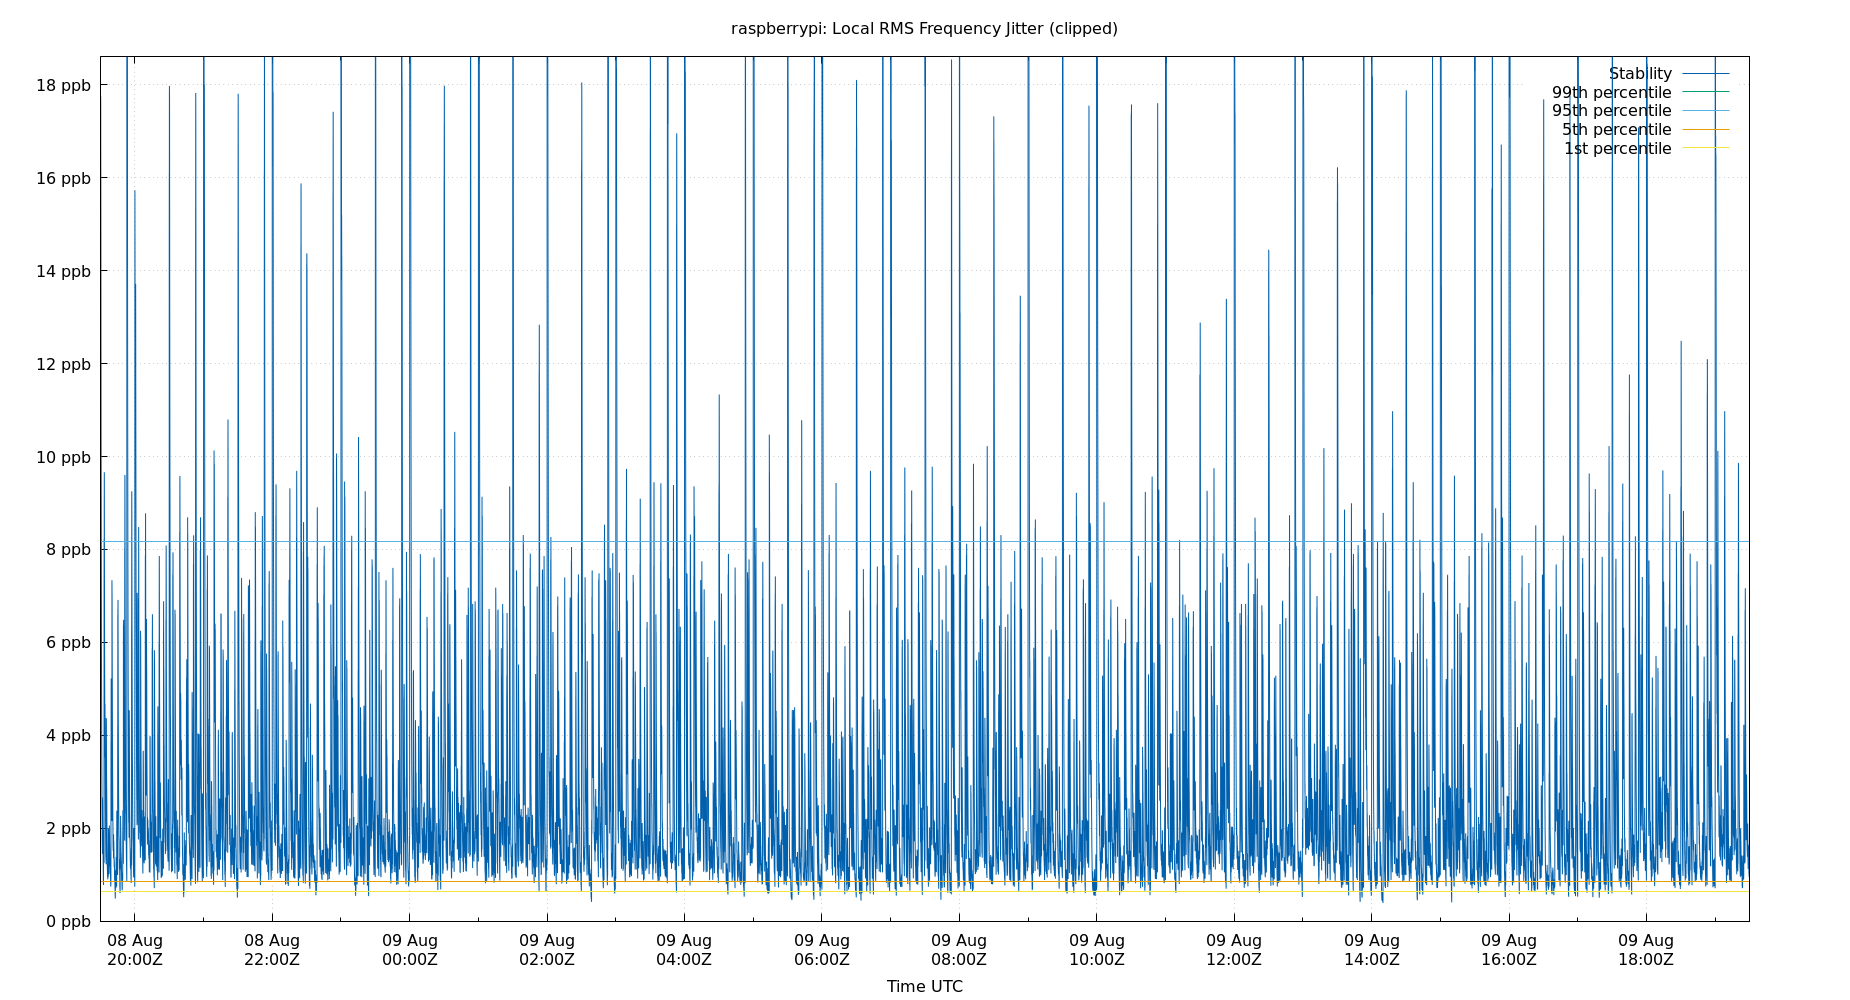 raspberrypi: Local RMS Frequency Jitter (clipped)
18 ppb
16 ppb
14 ppb
12 ppb
10 ppb
8 ppb
6 ppb
4 ppb
2 ppb
0 ppb
Stability
99th percentile
95th percentile
5th percentile
1st percentile
08 Aug 08 Aug 09 Aug 09 Aug 09 Aug 09 Aug 09 Aug 09 Aug 09 Aug 09 Aug 09 Aug 09 Aug
20:00Z 22:00Z 00:00Z 02:00Z 04:00Z 06:00Z 08:00Z 10:00Z 12:00Z 14:00Z 16:00Z 18:00Z
Time UTC